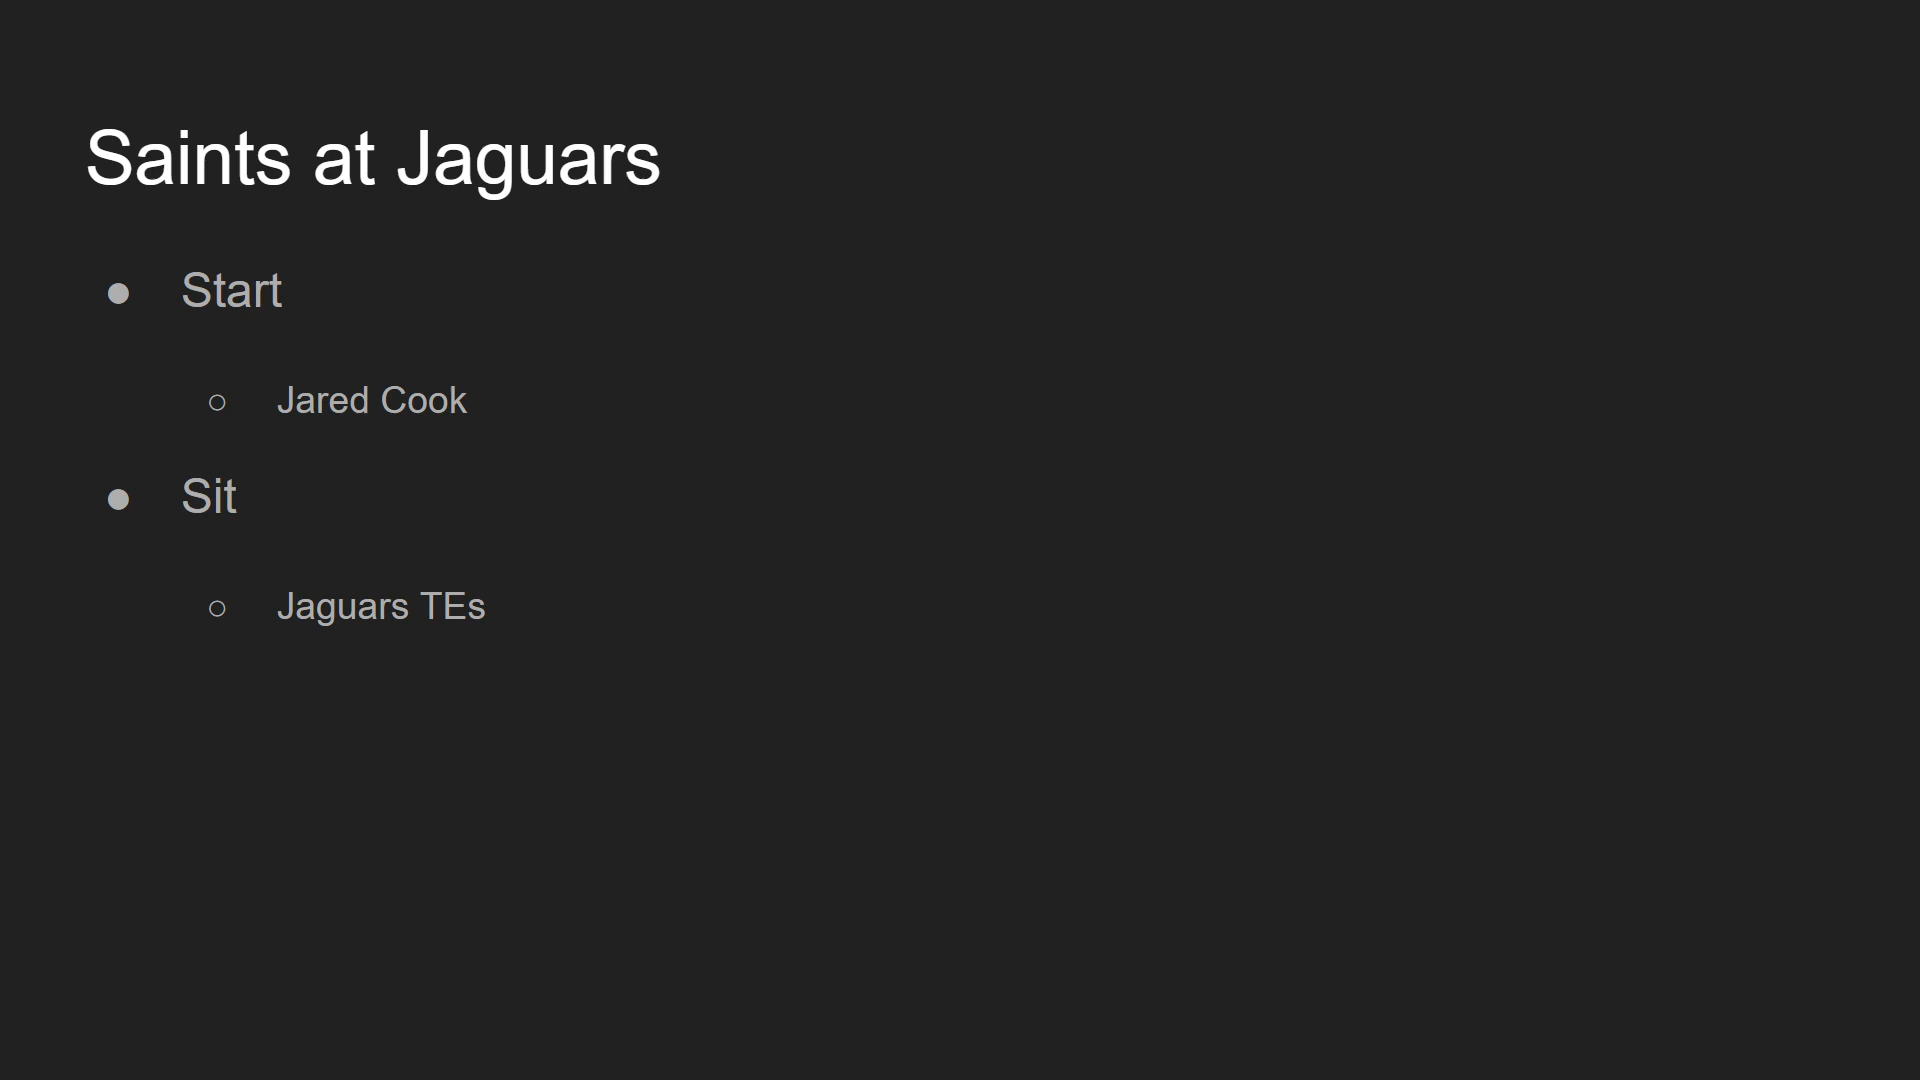 Saints at Jaguars
● Start
○ Jared Cook
● Sit
○ Jaguars TEs